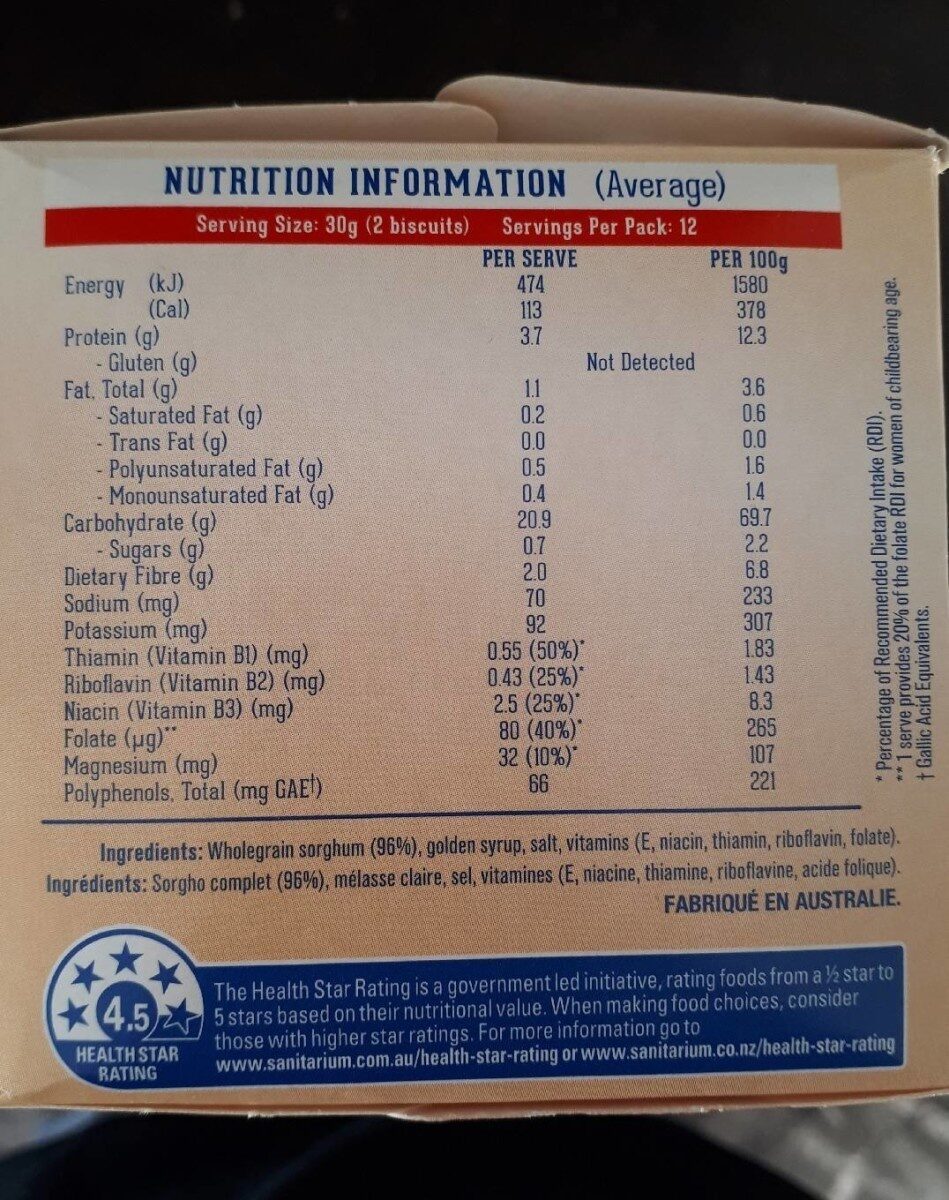 NUTRITION INFORMATION (Average)
Serving Size: 30g (2 biscuits) Servings Per Pack: 12
PER SERVE PER 100g
Energy (kJ) 474 1580
(Cal) 113 378
Protein (g) 3.7 12.3
- Gluten (g) Not Detected
Fat, Total (g) 1.1 3.6
- Saturated Fat (g) 0.2 0.6
- Trans Fat (g) 0.0 0.0
- Polyunsaturated Fat (g) 0.5 1.6
- Monounsaturated Fat (g) 0.4 1.4
Carbohydrate (g) 20.9 69.7
- Sugars (g) 0.7 2.2
Dietary Fibre (g) 2.0 6.8
Sodium (mg) 70 233
Potassium (mg) 92 307
Thiamin (Vitamin B1) (mg) 0.55 (50%)* 1.83
Riboflavin (Vitamin B2) (mg) 0.43 (25%)* 1.43
Niacin (Vitamin B3) (mg) 2.5 (25%)* 8.3
Folate (µg)** 80 (40%)* 265
Magnesium (mg) 32 (10%)* 107
Polyphenols, Total (mg GAE†) 66 221
* Percentage of Recommended Dietary Intake (RDI).
** 1 serve provides 20% of the folate RDI for women of childbearing age.
† Gallic Acid Equivalents.
Ingredients: Wholegrain sorghum (96%), golden syrup, salt, vitamins (E, niacin, thiamin, riboflavin, folate).
Ingrédients: Sorgho complet (96%), mélasse claire, sel, vitamines (E, niacine, thiamine, riboflavine, acide folique).
FABRIQUÉ EN AUSTRALIE.
4.5
HEALTH STAR
RATING
The Health Star Rating is a government led initiative, rating foods from a ½ star to
5 stars based on their nutritional value. When making food choices, consider
those with higher star ratings. For more information go to
www.sanitarium.com.au/health-star-rating or www.sanitarium.co.nz/health-star-rating